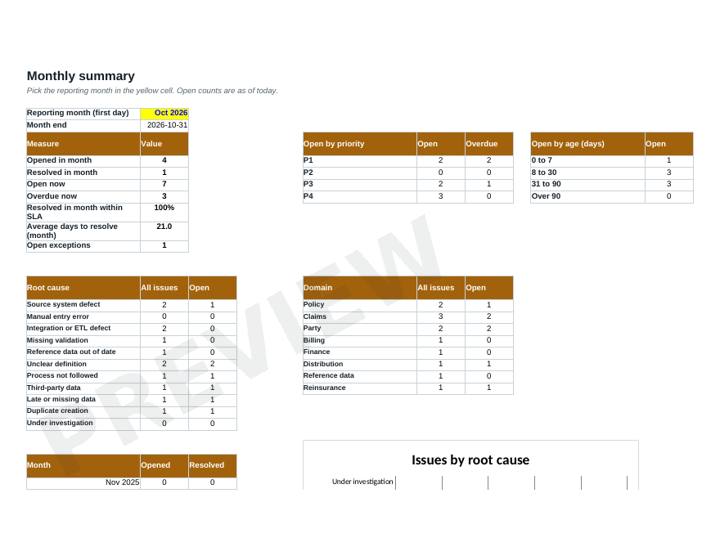 Monthly summary
Pick the reporting month in the yellow cell. Open counts are as of today.
Reporting month (first day) Oct 2026
Month end 2026-10-31
Measure Value
Opened in month 4
Resolved in month 1
Open now 7
Overdue now 3
Resolved in month within
SLA 100%
Average days to resolve
(month) 21.0
Open exceptions 1
Open by priority Open Overdue
P1 2 2
P2 0 0
P3 2 1
P4 3 0
Open by age (days) Open
0 to 7 1
8 to 30 3
31 to 90 3
Over 90 0
Root cause All issues Open
Source system defect 2 1
Manual entry error 0 0
Integration or ETL defect 2 0
Missing validation 1 0
Reference data out of date 1 0
Unclear definition 2 2
Process not followed 1 1
Third-party data 1 1
Late or missing data 1 1
Duplicate creation 1 1
Under investigation 0 0
Domain All issues Open
Policy 2 1
Claims 3 2
Party 2 2
Billing 1 0
Finance 1 0
Distribution 1 1
Reference data 1 0
Reinsurance 1 1
Month Opened Resolved
Nov 2025 0 0
Issues by root cause
Under investigation
PREVIEW